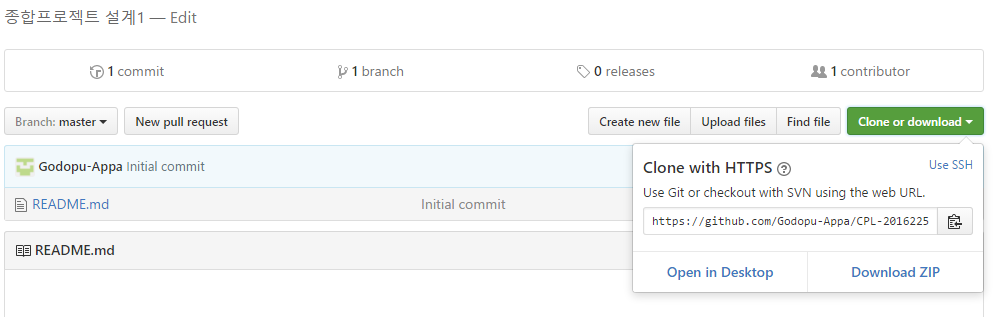 종합프로젝트 설계1 — Edit
1 commit
1 branch
0 releases
1 contributor
Branch: master
New pull request
Create new file
Upload files
Find file
Clone or download
Godopu-Appa Initial commit
README.md
Initial commit
README.md
Clone with HTTPS
Use SSH
Use Git or checkout with SVN using the web URL.
https://github.com/Godopu-Appa/CPL-2016225
Open in Desktop
Download ZIP